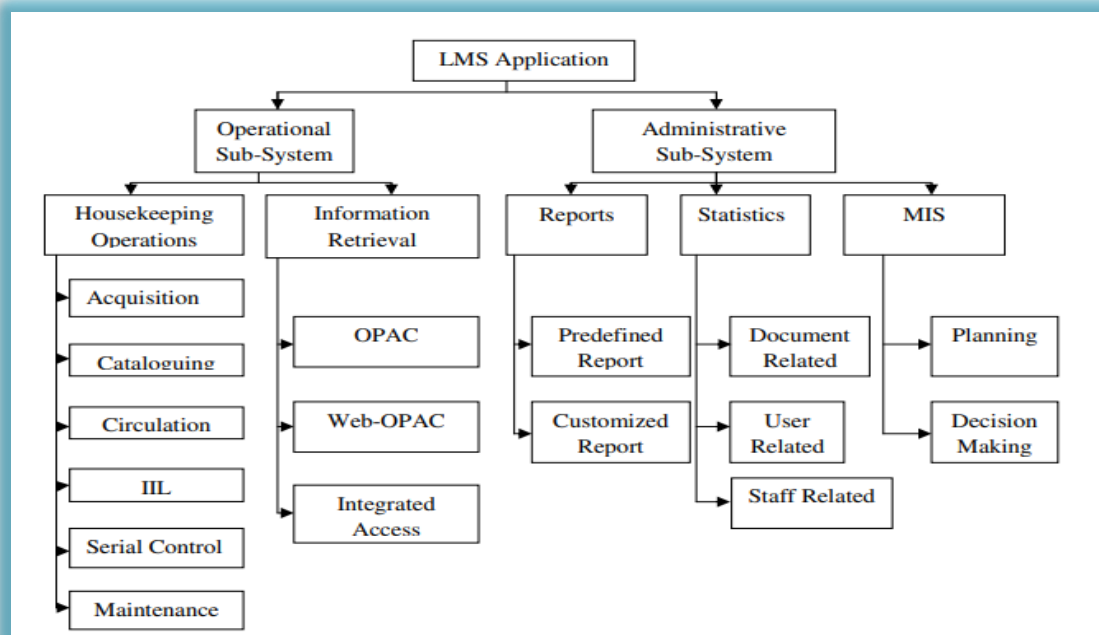 LMS Application
Operational
Sub-System
Administrative
Sub-System
Housekeeping
Operations
Information
Retrieval
Reports
Statistics
MIS
Acquisition
Cataloguing
Circulation
IIL
Serial Control
Maintenance
OPAC
Web-OPAC
Integrated
Access
Predefined
Report
Customized
Report
Document
Related
User
Related
Staff Related
Planning
Decision
Making